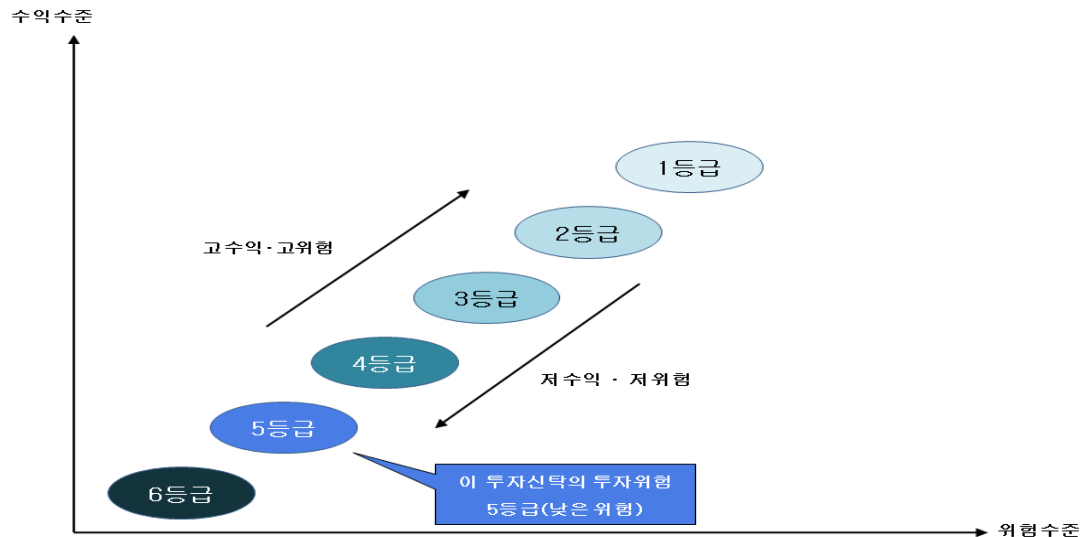 수익수준
1등급
2등급
고수익·고위험
3등급
4등급
저수익 · 저위험
5등급
이 투자신탁의 투자위험
5등급(낮은 위험)
6등급
위험수준